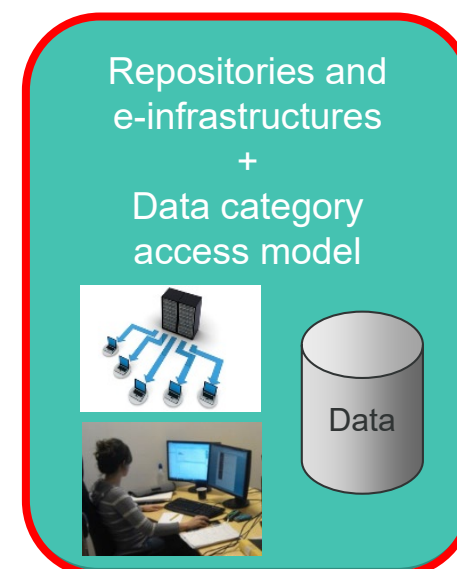 Repositories and
e-infrastructures
+
Data category
access model
Data